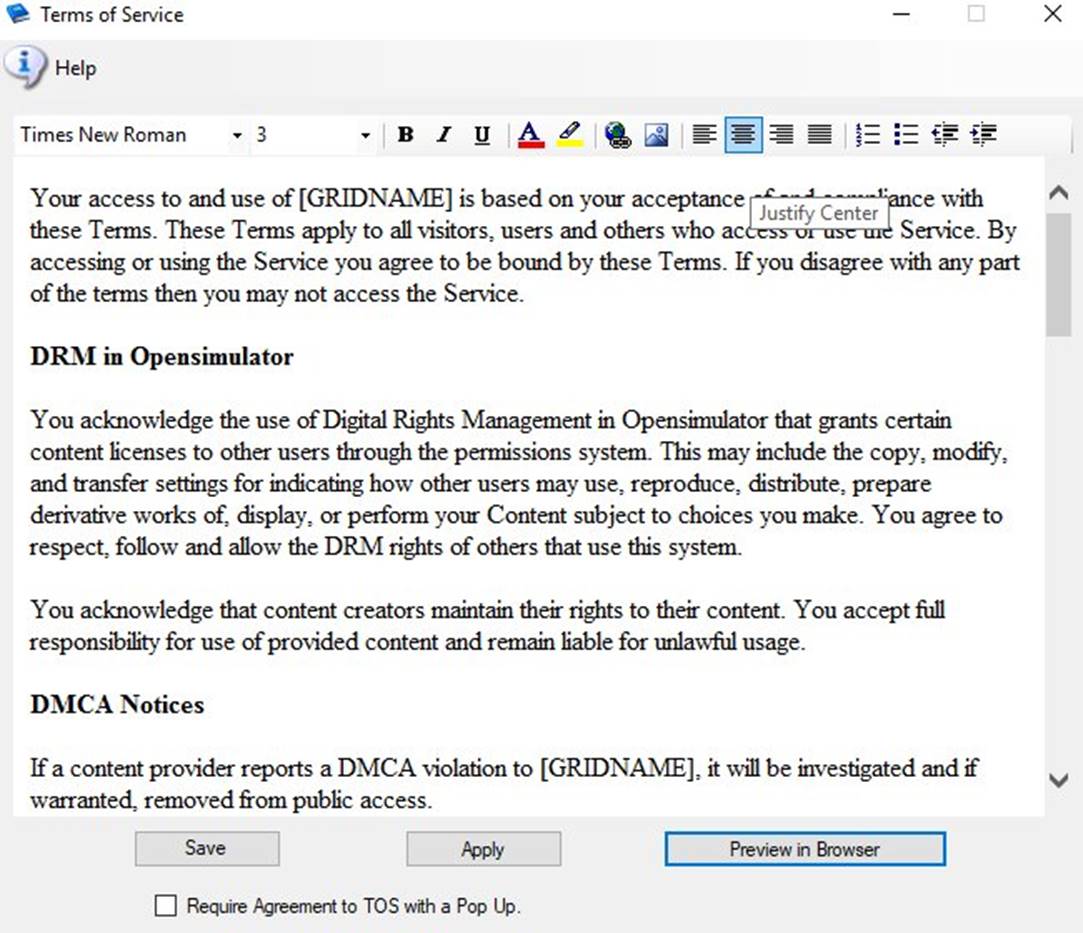 Terms of Service
Help
Times New Roman 3 B I U A
Your access to and use of [GRIDNAME] is based on your acceptance with
Justify Center
these Terms. These Terms apply to all visitors, users and others who access or use the Service. By
accessing or using the Service you agree to be bound by these Terms. If you disagree with any part
of the terms then you may not access the Service.
DRM in Opensimulator
You acknowledge the use of Digital Rights Management in Opensimulator that grants certain
content licenses to other users through the permissions system. This may include the copy, modify,
and transfer settings for indicating how other users may use, reproduce, distribute, prepare
derivative works of, display, or perform your Content subject to choices you make. You agree to
respect, follow and allow the DRM rights of others that use this system.
You acknowledge that content creators maintain their rights to their content. You accept full
responsibility for use of provided content and remain liable for unlawful usage.
DMCA Notices
If a content provider reports a DMCA violation to [GRIDNAME], it will be investigated and if
warranted, removed from public access.
Save Apply Preview in Browser
Require Agreement to TOS with a Pop Up.